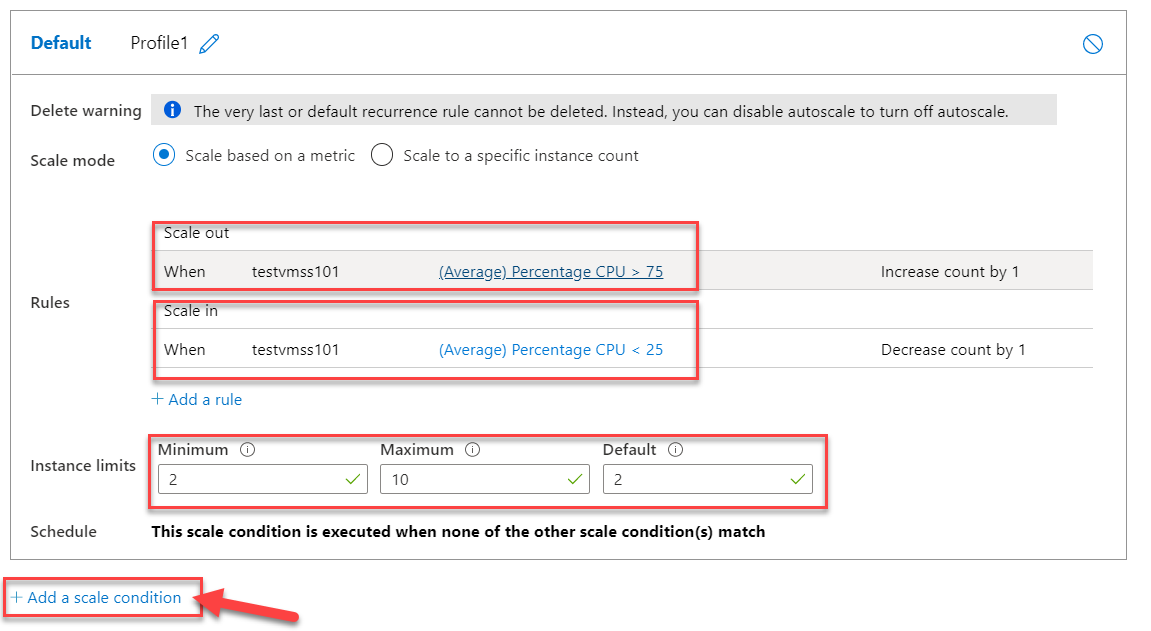 Default Profile1
Delete warning The very last or default recurrence rule cannot be deleted. Instead, you can disable autoscale to turn off autoscale.
Scale mode Scale based on a metric Scale to a specific instance count
Scale out
When testvmss101 (Average) Percentage CPU > 75 Increase count by 1
Rules
Scale in
When testvmss101 (Average) Percentage CPU < 25 Decrease count by 1
+ Add a rule
Minimum Maximum Default
Instance limits
2 10 2
Schedule This scale condition is executed when none of the other scale condition(s) match
+ Add a scale condition